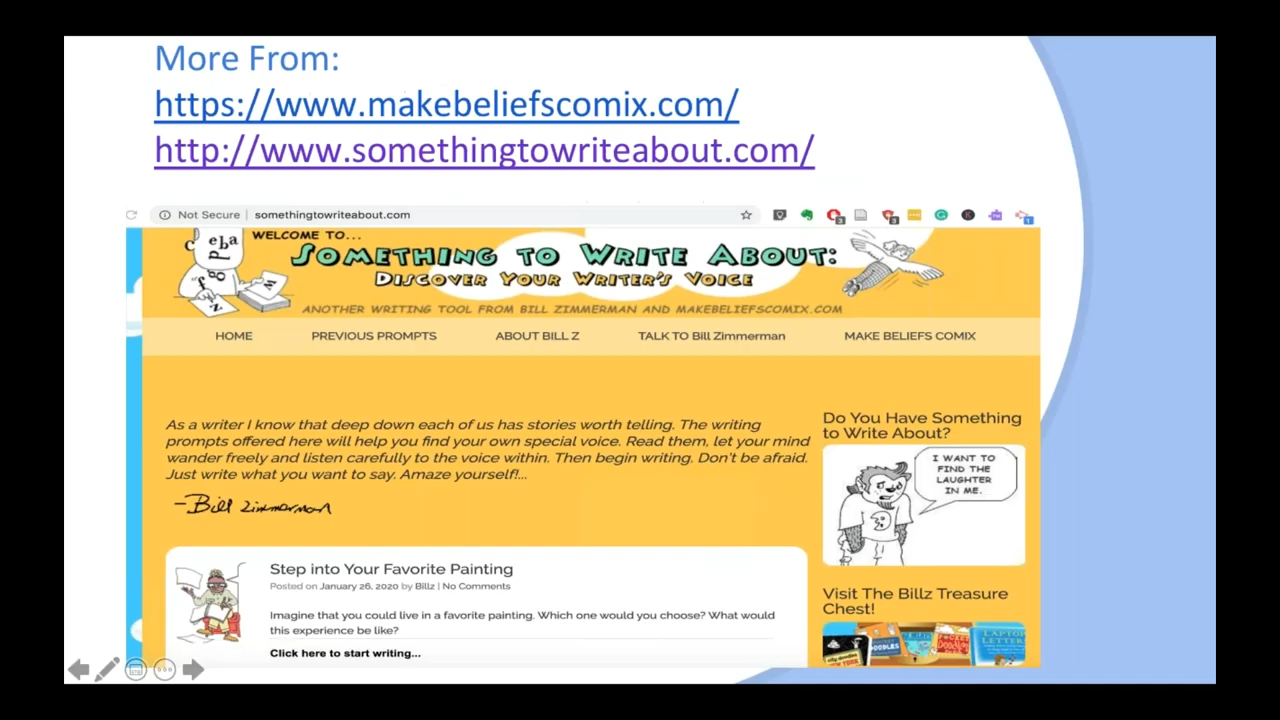 More From:
https://www.makebeliefscomix.com/
http://www.somethingtowriteabout.com/
Not Secure | somethingtowriteabout.com
WELCOME TO...
SOMETHING TO WRITE ABOUT:
DISCOVER YOUR WRITER'S VOICE
ANOTHER WRITING TOOL FROM BILL ZIMMERMAN AND MAKEBELIEFSCOMIX.COM
HOME PREVIOUS PROMPTS ABOUT BILL Z TALK TO Bill Zimmerman MAKE BELIEFS COMIX
As a writer I know that deep down each of us has stories worth telling. The writing
prompts offered here will help you find your own special voice. Read them, let your mind
wander freely and listen carefully to the voice within. Then begin writing. Don't be afraid.
Just write what you want to say. Amaze yourself!...
-Bill Zimmerman
Step into Your Favorite Painting
Posted on January 26, 2020 by Billz | No Comments
Imagine that you could live in a favorite painting. Which one would you choose? What would
this experience be like?
Click here to start writing...
Do You Have Something
to Write About?
I WANT TO
FIND THE
LAUGHTER
IN ME.
Visit The Billz Treasure
Chest!